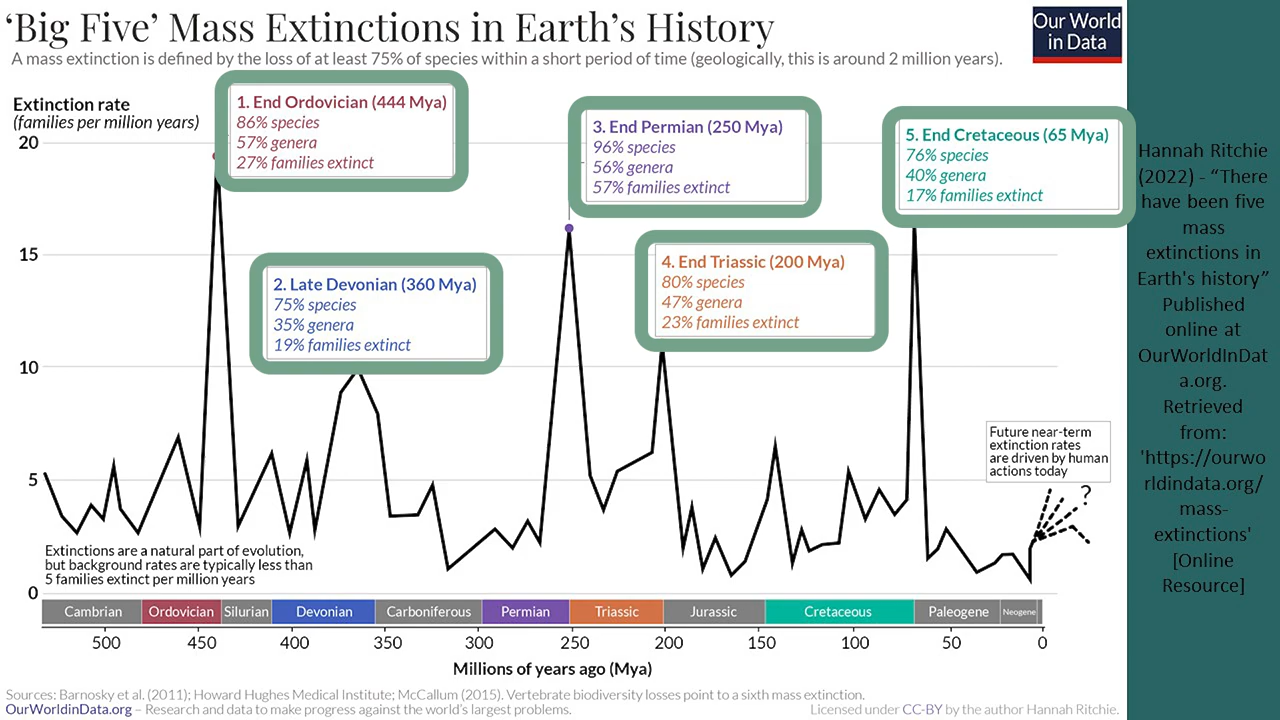 ‘Big Five’ Mass Extinctions in Earth’s History
A mass extinction is defined by the loss of at least 75% of species within a short period of time (geologically, this is around 2 million years).
Our World
in Data
Extinction rate
(families per million years)
20
15
10
5
0
1. End Ordovician (444 Mya)
86% species
57% genera
27% families extinct
2. Late Devonian (360 Mya)
75% species
35% genera
19% families extinct
3. End Permian (250 Mya)
96% species
56% genera
57% families extinct
4. End Triassic (200 Mya)
80% species
47% genera
23% families extinct
5. End Cretaceous (65 Mya)
76% species
40% genera
17% families extinct
Future near-term
extinction rates
are driven by human
actions today
?
Extinctions are a natural part of evolution,
but background rates are typically less than
5 families extinct per million years
Cambrian Ordovician Silurian Devonian Carboniferous Permian Triassic Jurassic Cretaceous Paleogene Neogene
500 450 400 350 300 250 200 150 100 50 0
Millions of years ago (Mya)
Sources: Barnosky et al. (2011); Howard Hughes Medical Institute; McCallum (2015). Vertebrate biodiversity losses point to a sixth mass extinction.
OurWorldinData.org – Research and data to make progress against the world’s largest problems.
Licensed under CC-BY by the author Hannah Ritchie.
Hannah Ritchie
(2022) - “There
have been five
mass
extinctions in
Earth's history”
Published
online at
OurWorldInDat
a.org.
Retrieved
from:
'https://ourwo
rldindata.org/
mass-
extinctions'
[Online
Resource]